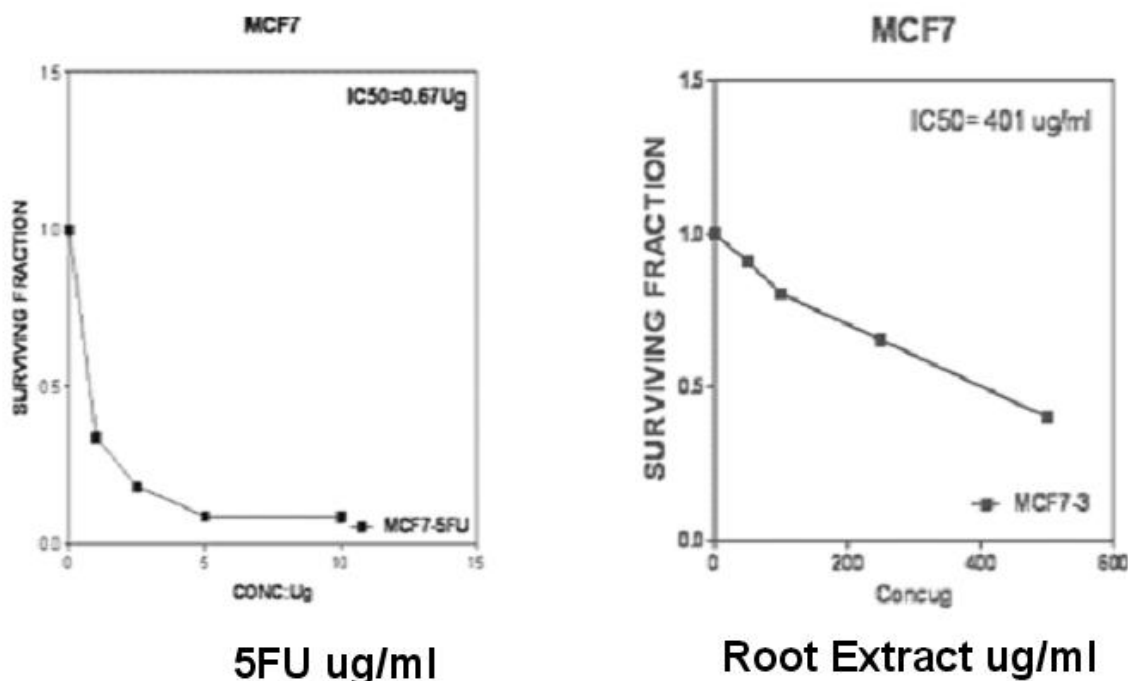 MCF7
IC50=0.67Ug
SURVIVING FRACTION
1.5
1.0
0.5
0.0
0
5
10
15
MCF7-5FU
CONC:Ug
5FU ug/ml
MCF7
IC50= 401 ug/ml
SURVIVING FRACTION
1.5
1.0
0.5
0.0
0
200
400
600
MCF7-3
Concug
Root Extract ug/ml